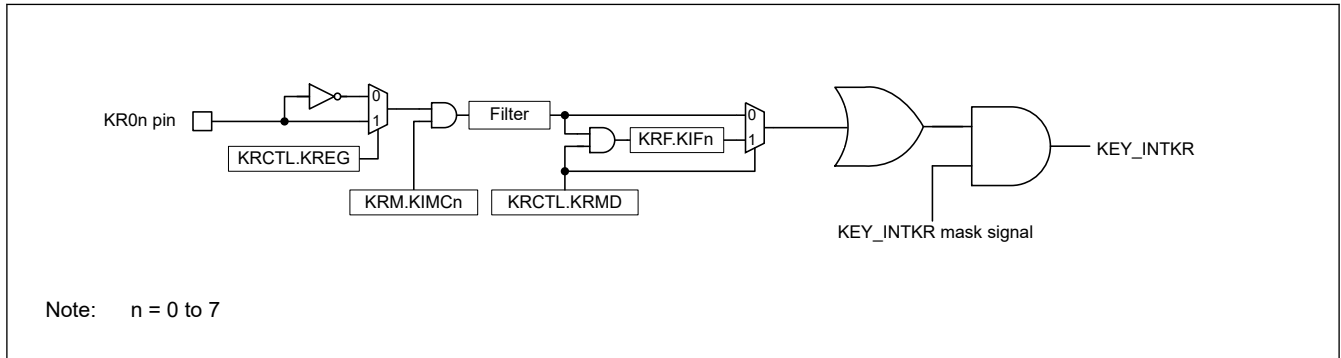 0
KR0n pin
1
Filter
0
KRF.KIFn
1
KEY_INTKR
KRCTL.KREG
KRM.KIMCn
KRCTL.KRMD
KEY_INTKR mask signal
Note: n = 0 to 7